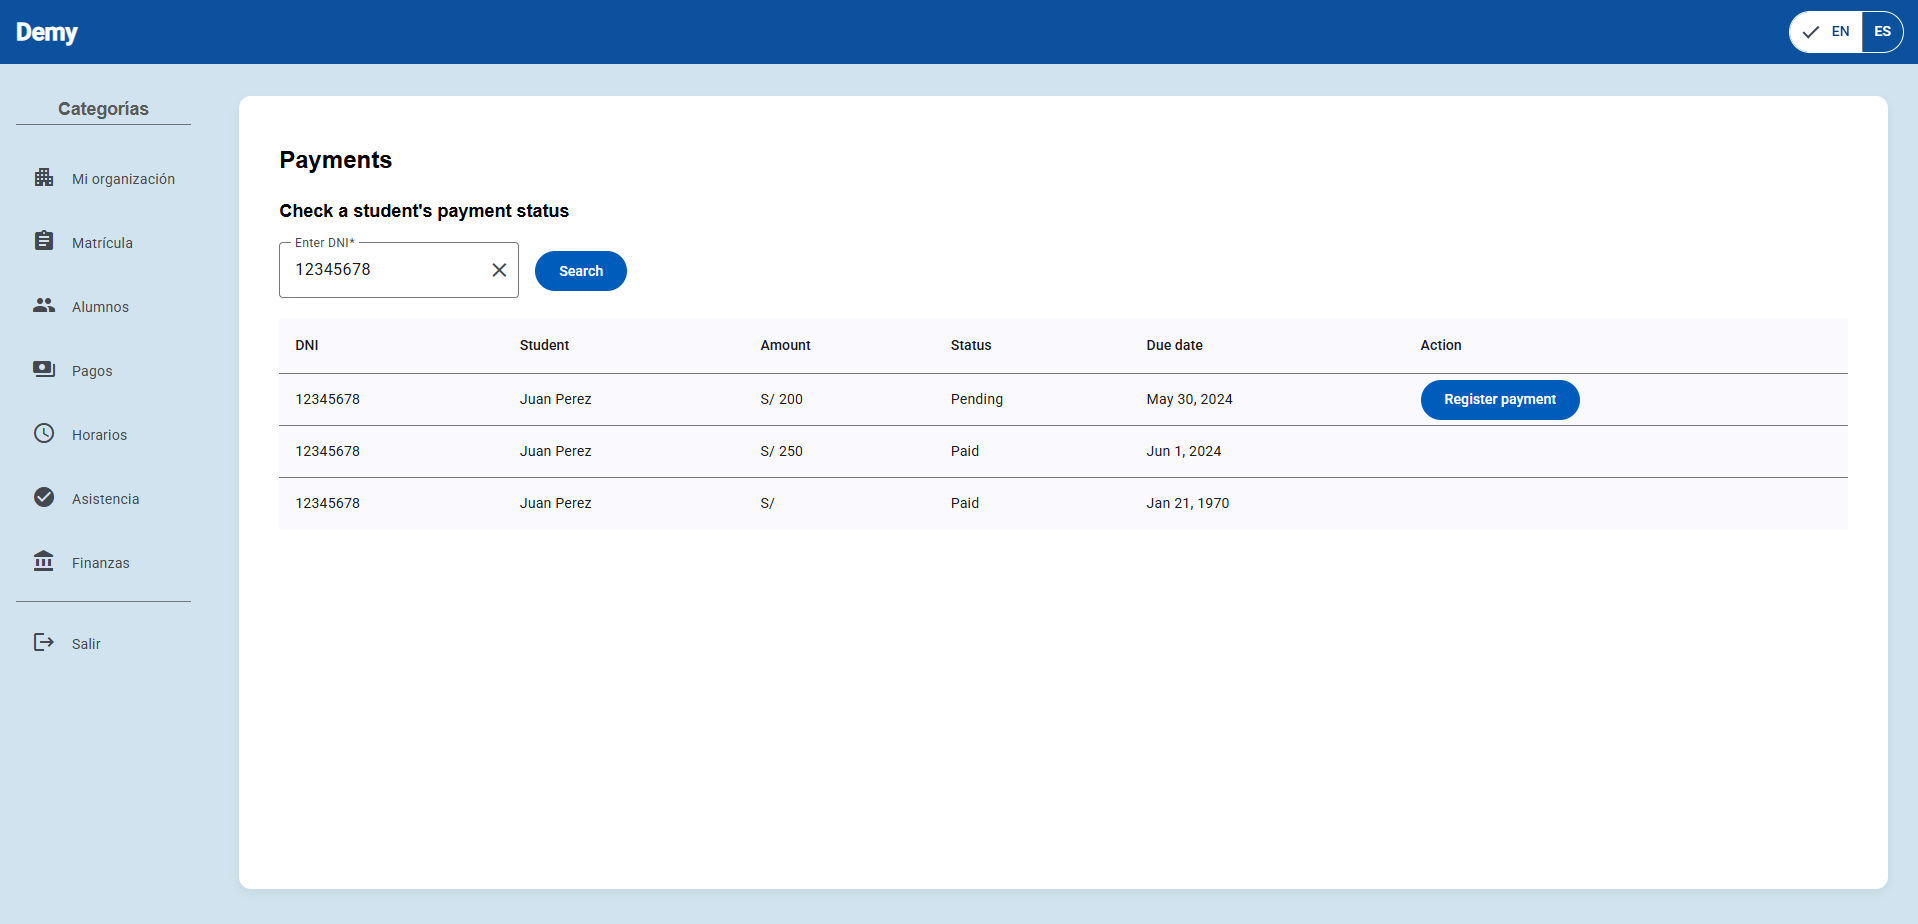 Demy
EN ES
Categorías
Mi organización
Matrícula
Alumnos
Pagos
Horarios
Asistencia
Finanzas
Salir
Payments
Check a student's payment status
Enter DNI*
12345678
Search
DNI Student Amount Status Due date Action
12345678 Juan Perez S/ 200 Pending May 30, 2024 Register payment
12345678 Juan Perez S/ 250 Paid Jun 1, 2024
12345678 Juan Perez S/ Paid Jan 21, 1970